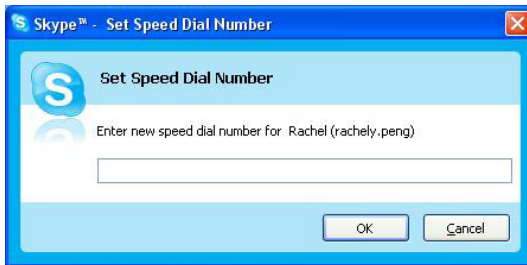 Skype™ - Set Speed Dial Number
Set Speed Dial Number
Enter new speed dial number for Rachel (rachely.peng)
OK
Cancel